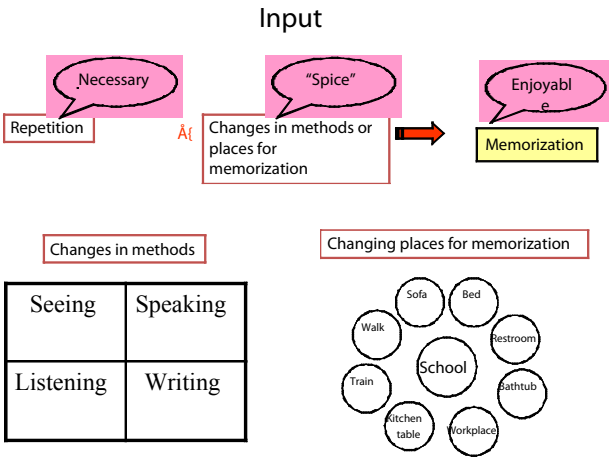 Input
Necessary
“Spice”
Enjoyabl
e
Repetition
Å{
Changes in methods or
places for
memorization
Memorization
Changes in methods
Changing places for memorization
Seeing
Speaking
Listening
Writing
Sofa
Bed
Walk
Restroom
School
Train
Bathtub
Kitchen
table
Workplace